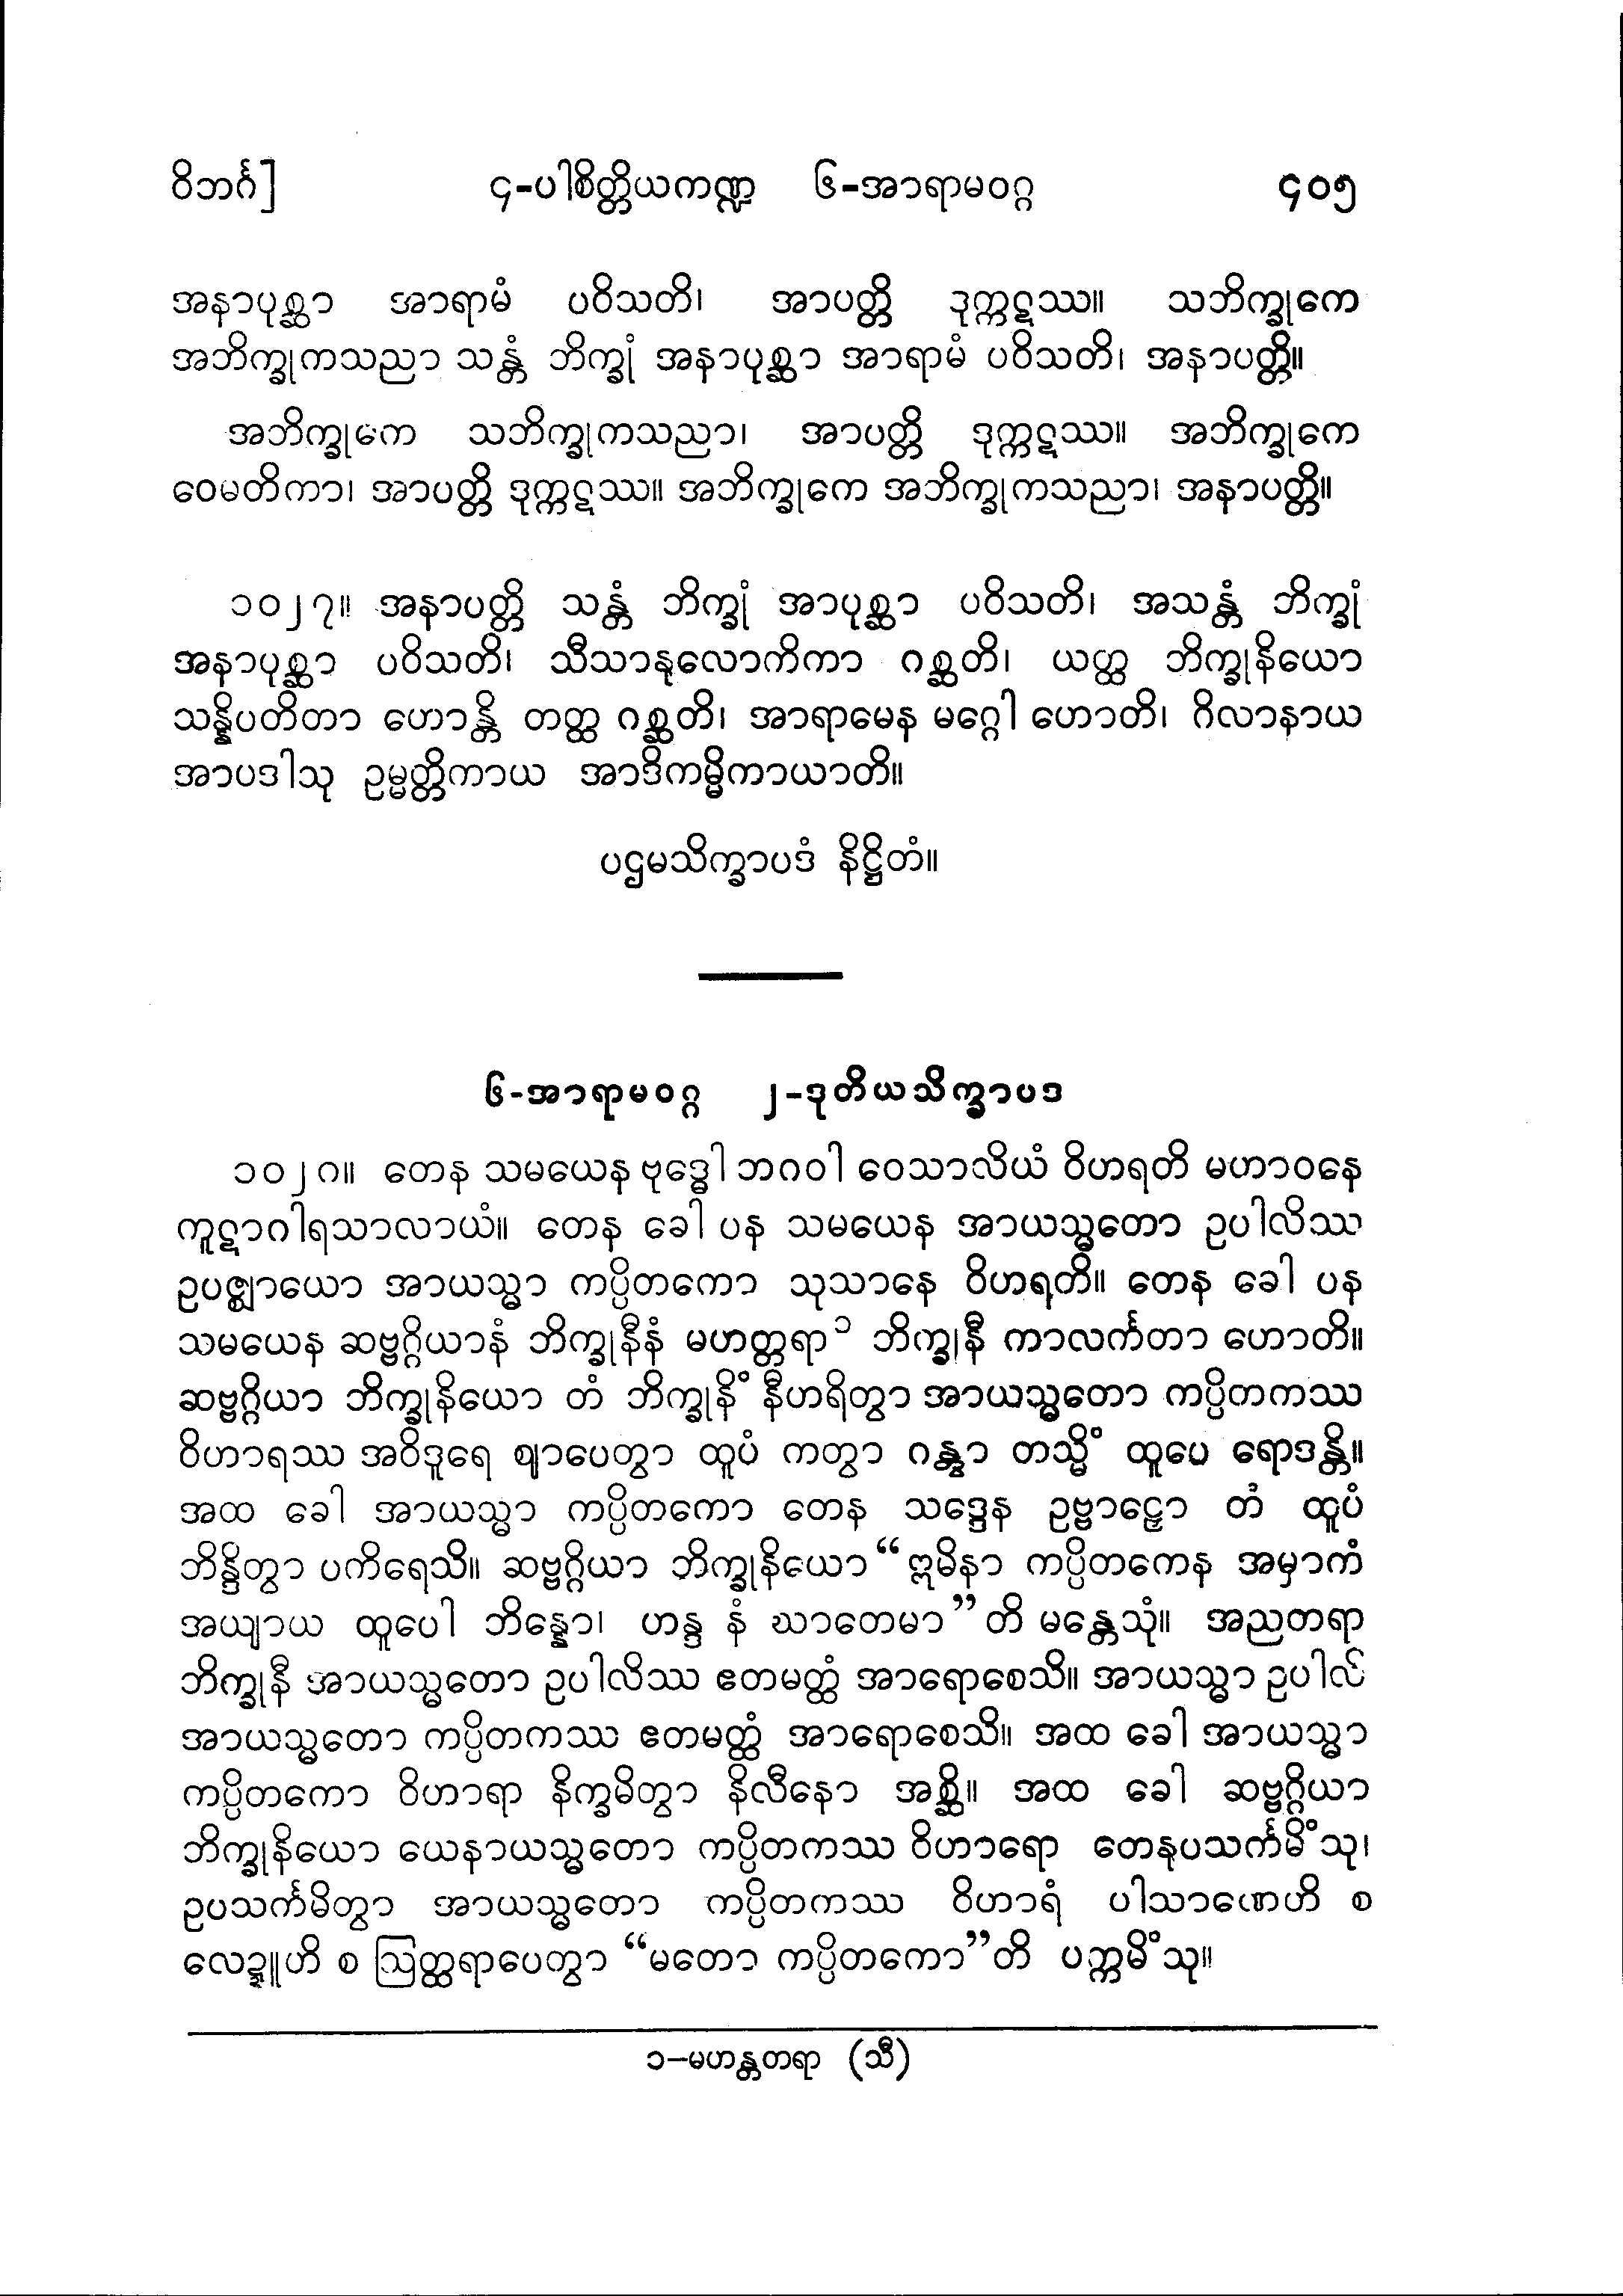 ဝိဘင်္ဂ] ၄-ပါစိတ္တိယကဏ္ဍ ၆-အာရာမဝဂ္ဂ ၄၀၅
အနာပုစ္ဆာ အာရာမံ ပဝိသတိ၊ အာပတ္တိ ဒုက္ကဋဿ။ သဘိက္ခုကေ
အဘိက္ခုကသညာ သန္တံ ဘိက္ခုံ အနာပုစ္ဆာ အာရာမံ ပဝိသတိ၊ အနာပတ္တိ။
အဘိက္ခုကေ သဘိက္ခုကသညာ၊ အာပတ္တိ ဒုက္ကဋဿ။ အဘိက္ခုကေ
ဝေမတိကာ၊ အာပတ္တိ ဒုက္ကဋဿ။ အဘိက္ခုကေ အဘိက္ခုကသညာ၊ အနာပတ္တိ။
၁၀၂၇။ အနာပတ္တိ သန္တံ ဘိက္ခုံ အာပုစ္ဆာ ပဝိသတိ၊ အသန္တံ ဘိက္ခုံ
အနာပုစ္ဆာ ပဝိသတိ၊ သီသာနုလောကိကာ ဂစ္ဆတိ၊ ယတ္ထ ဘိက္ခုနိယော
သန္နိပတိတာ ဟောန္တိ တတ္ထ ဂစ္ဆတိ၊ အာရာမေန မဂ္ဂေါ ဟောတိ၊ ဂိလာနာယ
အာပဒါသု ဥမ္မတ္တိကာယ အာဒိကမ္မိကာယာတိ။
ပဌမသိက္ခာပဒံ နိဋ္ဌိတံ။
၆-အာရာမဝဂ္ဂ ၂-ဒုတိယသိက္ခာပဒ
၁၀၂၈။ တေန သမယေန ဗုဒ္ဓေါ ဘဂဝါ ဝေသာလိယံ ဝိဟရတိ မဟာဝနေ
ကူဋာဂါရသာလာယံ။ တေန ခေါ ပန သမယေန အာယသ္မတော ဥပါလိဿ
ဥပဇ္ဈာယော အာယသ္မာ ကပ္ပိတကော သုသာနေ ဝိဟရတိ။ တေန ခေါ ပန
သမယေန ဆဗ္ဗဂ္ဂိယာနံ ဘိက္ခုနီနံ မဟတ္တရာ ၁ ဘိက္ခုနီ ကာလင်္ကတာ ဟောတိ။
ဆဗ္ဗဂ္ဂိယာ ဘိက္ခုနိယော တံ ဘိက္ခုနိံ နီဟရိတွာ အာယသ္မတော ကပ္ပိတကဿ
ဝိဟာရဿ အဝိဒူရေ ဈာပေတွာ ထူပံ ကတွာ ဂန္တွာ တသ္မိံ ထူပေ ရောဒန္တိ။
အထ ခေါ အာယသ္မာ ကပ္ပိတကော တေန သဒ္ဒေန ဥဗ္ဗာဠှော တံ ထူပံ
ဘိန္ဒိတွာ ပကိရေသိ။ ဆဗ္ဗဂ္ဂိယာ ဘိက္ခုနိယော “ဣမိနာ ကပ္ပိတကေန အမှာကံ
အယျာယ ထူပေါ ဘိန္နော၊ ဟန္ဒ နံ ဃာတေမာ”တိ မန္တေသုံ။ အညတရာ
ဘိက္ခုနီ အာယသ္မတော ဥပါလိဿ ဧတမတ္ထံ အာရောစေသိ။ အာယသ္မာ ဥပါလိ
အာယသ္မတော ကပ္ပိတကဿ ဧတမတ္ထံ အာရောစေသိ။ အထ ခေါ အာယသ္မာ
ကပ္ပိတကော ဝိဟာရာ နိက္ခမိတွာ နိလီနော အစ္ဆိ။ အထ ခေါ ဆဗ္ဗဂ္ဂိယာ
ဘိက္ခုနိယော ယေနာယသ္မတော ကပ္ပိတကဿ ဝိဟာရော တေနုပသင်္ကမိံသု၊
ဥပသင်္ကမိတွာ အာယသ္မတော ကပ္ပိတကဿ ဝိဟာရံ ပါသာဏေဟိ စ
လေဍ္ဍူဟိ စ ဩတ္ထရာပေတွာ “မတော ကပ္ပိတကော”တိ ပက္ကမိံသု။
၁–မဟန္တတရာ (သီ)